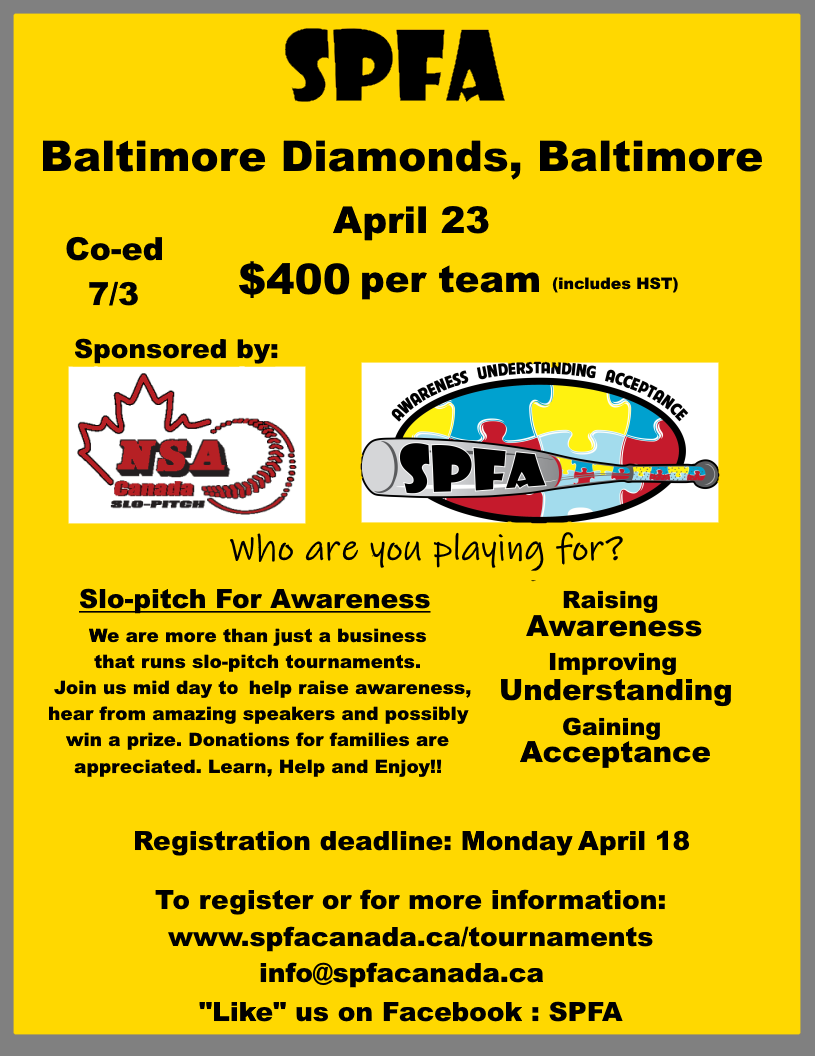 SPFA
Baltimore Diamonds, Baltimore
April 23
Co-ed
7/3
$400 per team (includes HST)
Sponsored by:
NSA
Canada
SLO-PITCH
AWARENESS UNDERSTANDING ACCEPTANCE
SPFA
Who are you playing for?
Slo-pitch For Awareness
We are more than just a business
that runs slo-pitch tournaments.
Join us mid day to help raise awareness,
hear from amazing speakers and possibly
win a prize. Donations for families are
appreciated. Learn, Help and Enjoy!!
Raising
Awareness
Improving
Understanding
Gaining
Acceptance
Registration deadline: Monday April 18
To register or for more information:
www.spfacanada.ca/tournaments
info@spfacanada.ca
"Like" us on Facebook : SPFA